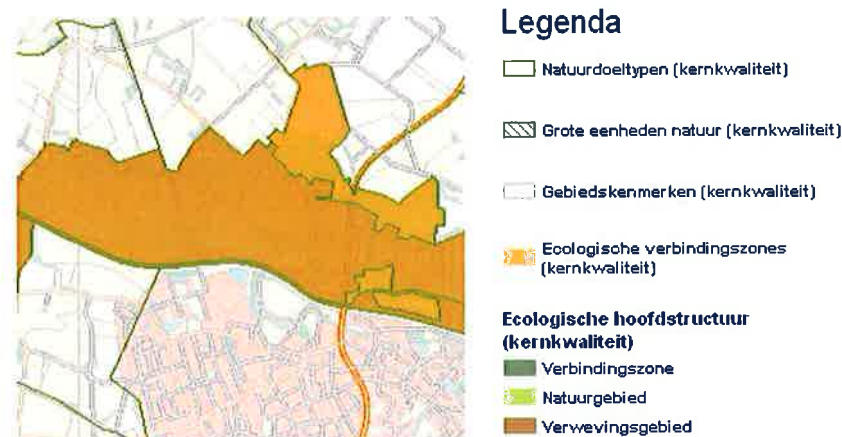 Legenda
Natuurdoeltypen (kernkwaliteit)
Grote eenheden natuur (kernkwaliteit)
Gebiedskenmerken (kernkwaliteit)
Ecologische verbindingszones
(kernkwaliteit)
Ecologische hoofdstructuur
(kernkwaliteit)
Verbindingszone
Natuurgebied
Verwevingsgebied